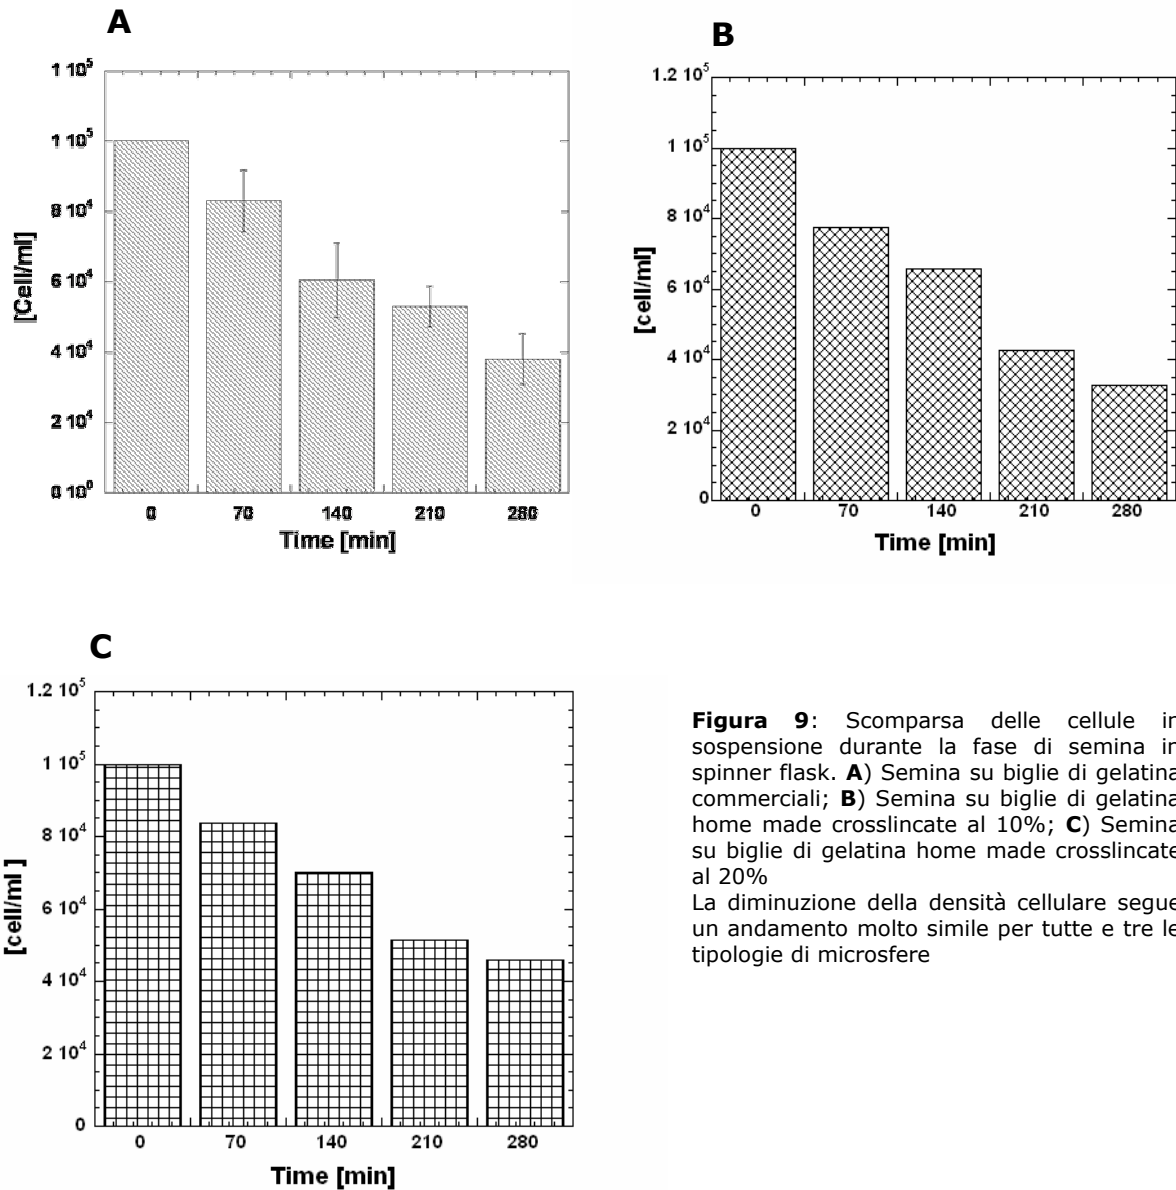 A
1 10⁵
1 10⁵
8 10⁴
6 10⁴
4 10⁴
2 10⁴
0 10⁰
[Cell/ml]
0 70 140 210 280
Time [min]
B
1.2 10⁵
1 10⁵
8 10⁴
6 10⁴
4 10⁴
2 10⁴
0
[cell/ml]
0 70 140 210 280
Time [min]
C
1.2 10⁵
1 10⁵
8 10⁴
6 10⁴
4 10⁴
2 10⁴
0
[cell/ml ]
0 70 140 210 280
Time [min]
Figura 9: Scomparsa delle cellule in
sospensione durante la fase di semina in
spinner flask. A) Semina su biglie di gelatina
commerciali; B) Semina su biglie di gelatina
home made crosslincate al 10%; C) Semina
su biglie di gelatina home made crosslincate
al 20%
La diminuzione della densità cellulare segue
un andamento molto simile per tutte e tre le
tipologie di microsfere